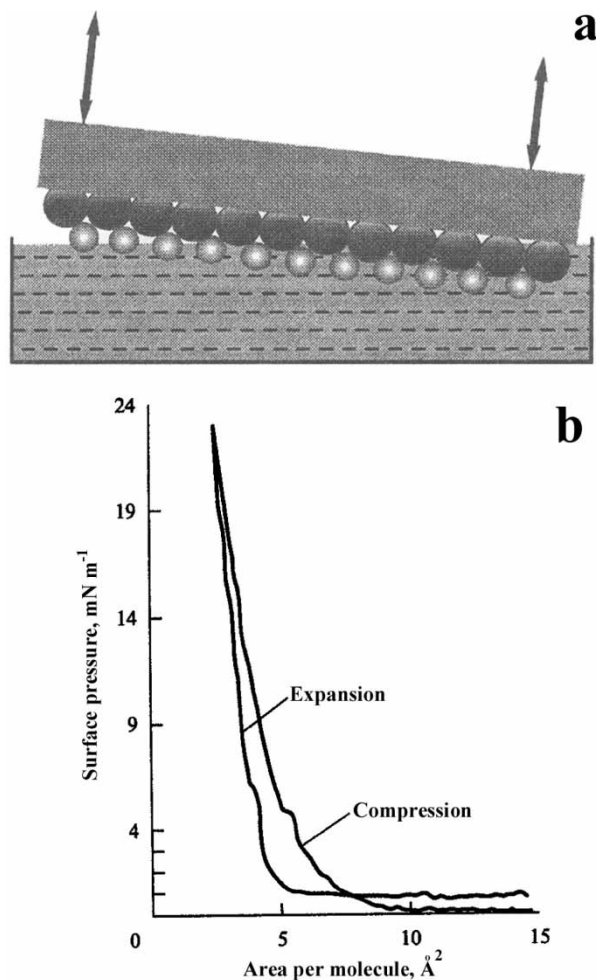 a
b
24
19
14
9
4
0
5
10
15
Surface pressure, mN m⁻¹
Expansion
Compression
Area per molecule, Å²